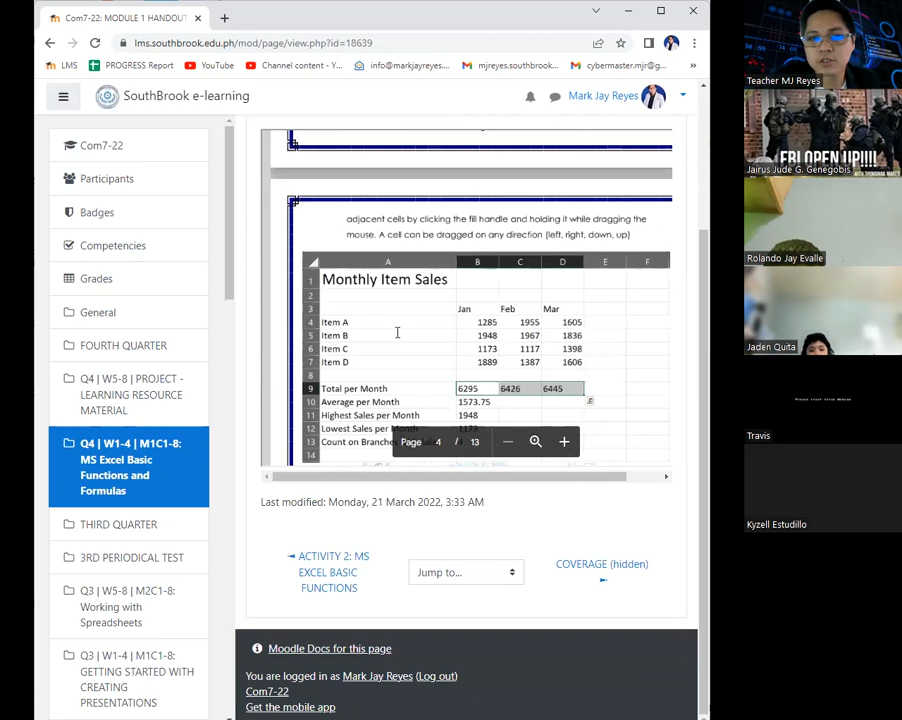 Com7-22: MODULE 1 HANDOUT
lms.southbrook.edu.ph/mod/page/view.php?id=18639
LMS
PROGRESS Report
YouTube
Channel content - Y...
info@markjayreyes....
mjreyes.southbrook...
cybermaster.mjr@g...
SouthBrook e-learning
Mark Jay Reyes
Com7-22
Participants
Badges
Competencies
Grades
General
FOURTH QUARTER
Q4 | W5-8 | PROJECT -
LEARNING RESOURCE
MATERIAL
Q4 | W1-4 | M1C1-8:
MS Excel Basic
Functions and
Formulas
THIRD QUARTER
3RD PERIODICAL TEST
Q3 | W5-8 | M2C1-8:
Working with
Spreadsheets
Q3 | W1-4 | M1C1-8:
GETTING STARTED WITH
CREATING
PRESENTATIONS
adjacent cells by clicking the fill handle and holding it while dragging the
mouse. A cell can be dragged on any direction (left, right, down, up)
A B C D E F
1 Monthly Item Sales
2
3 Jan Feb Mar
4 Item A 1285 1955 1605
5 Item B 1948 1967 1836
6 Item C 1173 1117 1398
7 Item D 1889 1387 1606
8
9 Total per Month 6295 6426 6445
10 Average per Month 1573.75
11 Highest Sales per Month 1948
12 Lowest Sales per Month 1173
13 Count on Branches
14
Page 4 / 13
Last modified: Monday, 21 March 2022, 3:33 AM
◄ ACTIVITY 2: MS
EXCEL BASIC
FUNCTIONS
Jump to...
COVERAGE (hidden)
►
Moodle Docs for this page
You are logged in as Mark Jay Reyes (Log out)
Com7-22
Get the mobile app
Teacher MJ Reyes
FBI OPEN UP!!!!
Jairus Jude G. Genegobis
Rolando Jay Evalle
Jaden Quita
Travis
Kyzell Estudillo